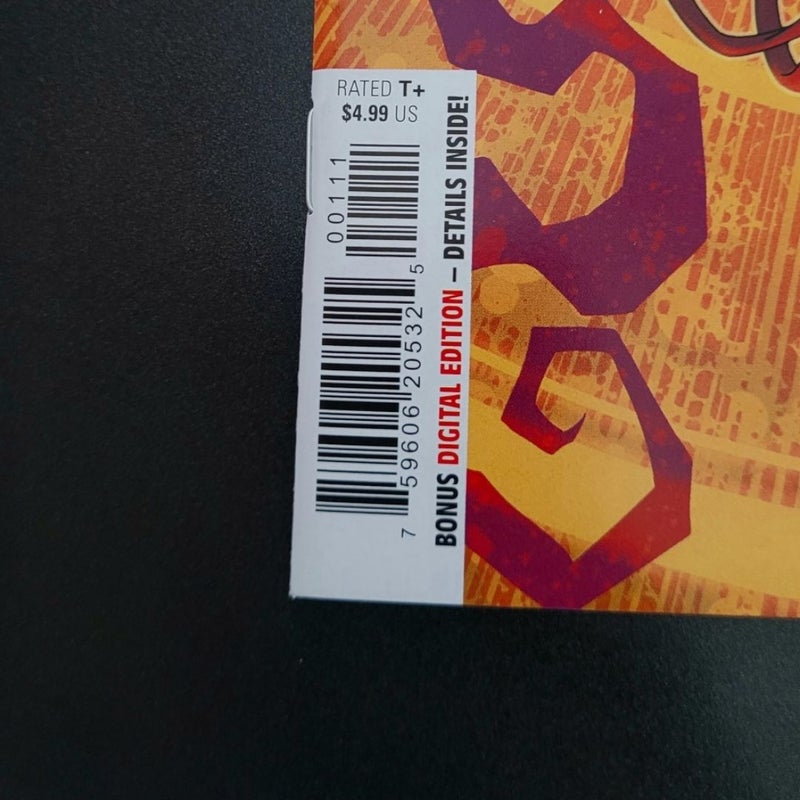 RATED T+
$4.99 US
00111
7 59606 20532 5
BONUS DIGITAL EDITION – DETAILS INSIDE!